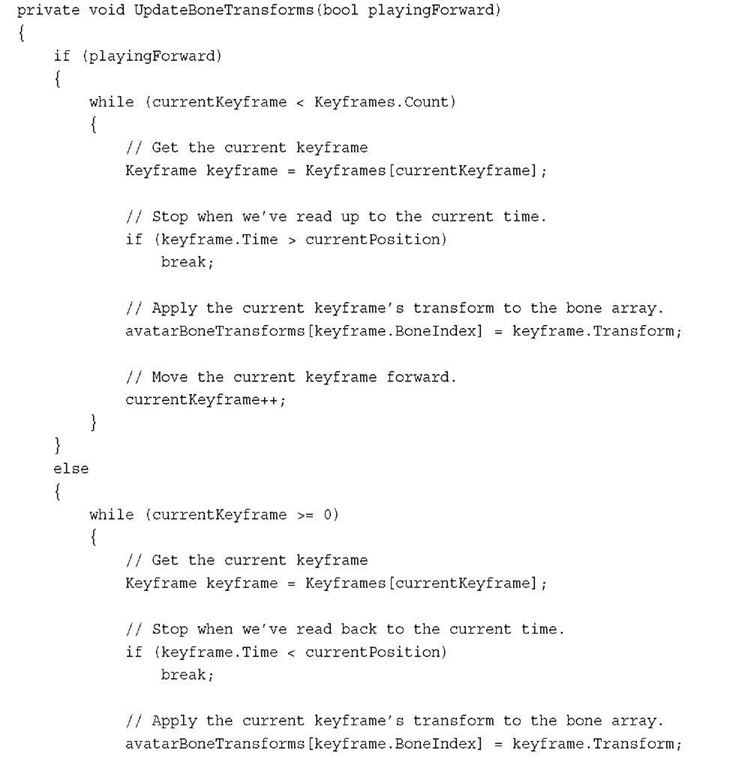 private void UpdateBoneTransforms(bool playingForward)
{
    if (playingForward)
    {
        while (currentKeyframe < Keyframes.Count)
        {
            // Get the current keyframe
            Keyframe keyframe = Keyframes[currentKeyframe];

            // Stop when we’ve read up to the current time.
            if (keyframe.Time > currentPosition)
                break;

            // Apply the current keyframe’s transform to the bone array.
            avatarBoneTransforms[keyframe.BoneIndex] = keyframe.Transform;

            // Move the current keyframe forward.
            currentKeyframe++;
        }
    }
    else
    {
        while (currentKeyframe >= 0)
        {
            // Get the current keyframe
            Keyframe keyframe = Keyframes[currentKeyframe];

            // Stop when we’ve read back to the current time.
            if (keyframe.Time < currentPosition)
                break;

            // Apply the current keyframe’s transform to the bone array.
            avatarBoneTransforms[keyframe.BoneIndex] = keyframe.Transform;